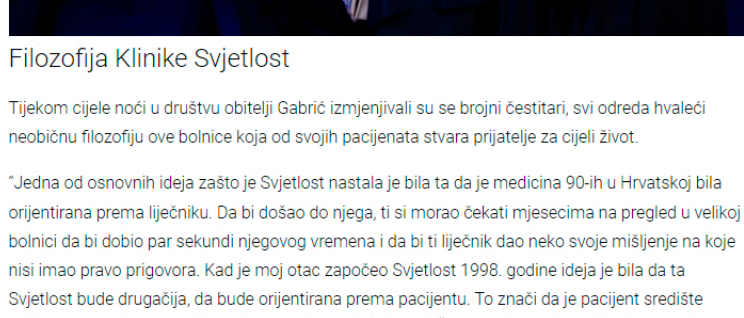 Filozofija Klinike Svjetlost
Tijekom cijele noći u društvu obitelji Gabrić izmjenjivali su se brojni čestitari, svi odreda hvaleći
neobičnu filozofiju ove bolnice koja od svojih pacijenata stvara prijatelje za cijeli život.
“Jedna od osnovnih ideja zašto je Svjetlost nastala je bila ta da je medicina 90-ih u Hrvatskoj bila
orijentirana prema liječniku. Da bi došao do njega, ti si morao čekati mjesecima na pregled u velikoj
bolnici da bi dobio par sekundi njegovog vremena i da bi ti liječnik dao neko svoje mišljenje na koje
nisi imao pravo prigovora. Kad je moj otac započeo Svjetlost 1998. godine ideja je bila da ta
Svjetlost bude drugačija, da bude orijentirana prema pacijentu. To znači da je pacijent središte